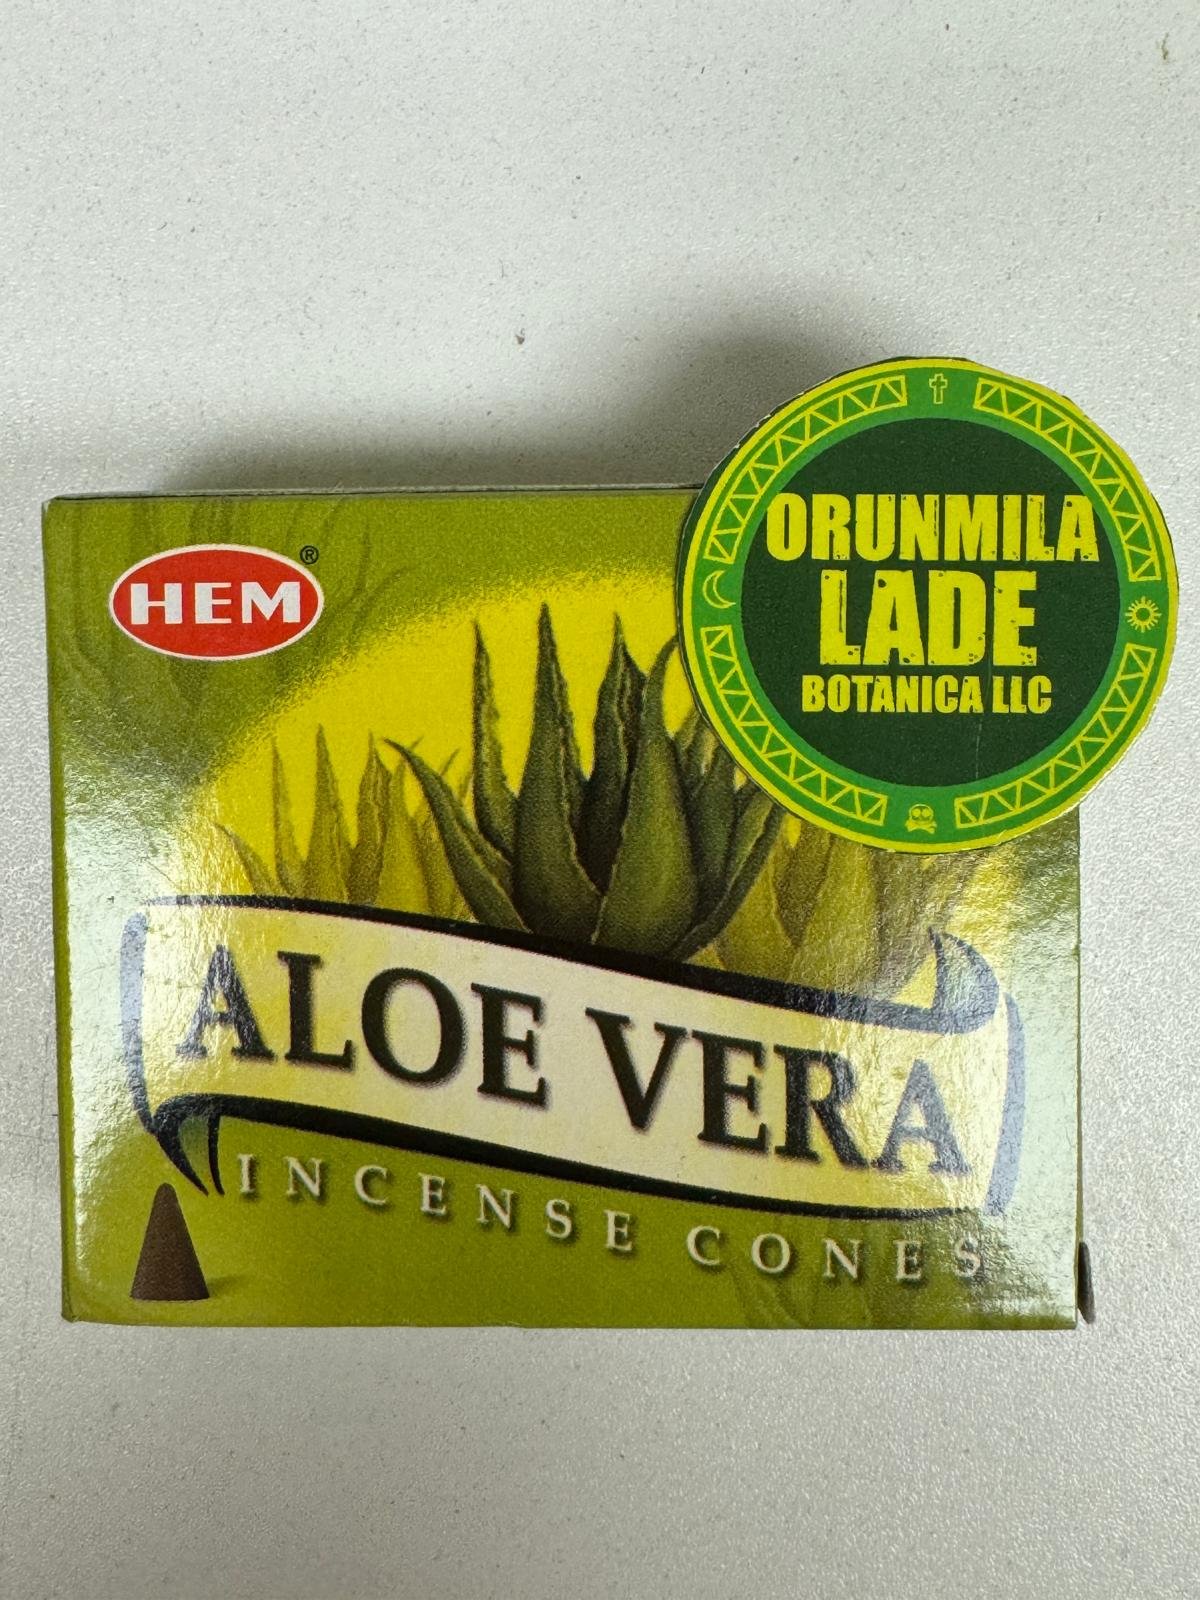 HEM®
ORUNMILA
LADE
BOTANICA LLC
ALOE VERA
INCENSE CONES